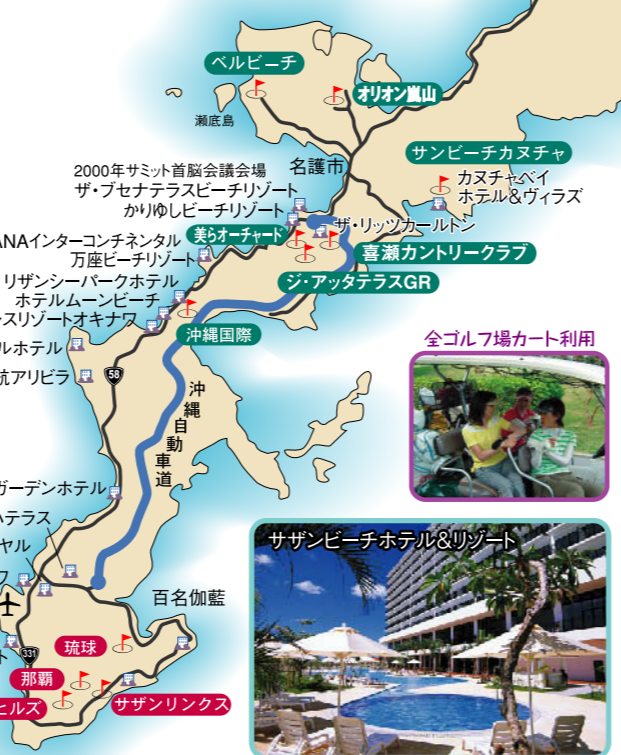 ベルビーチ
オリオン嵐山
瀬底島
2000年サミット首脳会議会場
名護市
サンビーチカヌチャ
ザ・ブセナテラスビーチリゾート
カヌチャベイ
ホテル&ヴィラズ
かりゆしビーチリゾート
ザ・リッツカールトン
美らオーチャード
ANAインターコンチネンタル
万座ビーチリゾート
喜瀬カントリークラブ
ジ・アッタテラスGR
リザンシーパークホテル
ホテルムーンビーチ
スリゾートオキナワ
沖縄国際
ルホテル
航アリビラ
58
沖縄自動車道
全ゴルフ場カート利用
ガーデンホテル
テラス
ヤル
サザンビーチホテル&リゾート
百名伽藍
331
琉球
那覇
ヒルズ
サザンリンクス